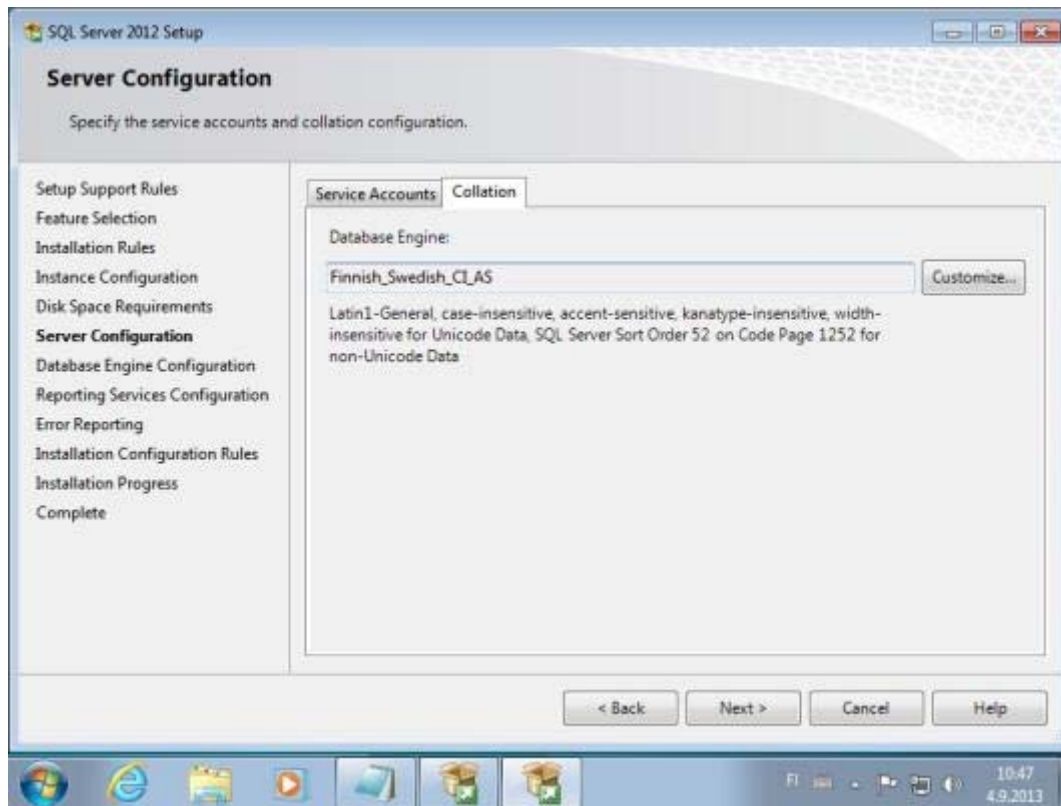 SQL Server 2012 Setup
Server Configuration
Specify the service accounts and collation configuration.
Setup Support Rules
Feature Selection
Installation Rules
Instance Configuration
Disk Space Requirements
Server Configuration
Database Engine Configuration
Reporting Services Configuration
Error Reporting
Installation Configuration Rules
Installation Progress
Complete
Service Accounts
Collation
Database Engine:
Finnish_Swedish_CI_AS
Customize...
Latin1-General, case-insensitive, accent-sensitive, kanatype-insensitive, width-
insensitive for Unicode Data, SQL Server Sort Order 52 on Code Page 1252 for
non-Unicode Data
< Back
Next >
Cancel
Help
FI
10:47
4.9.2013